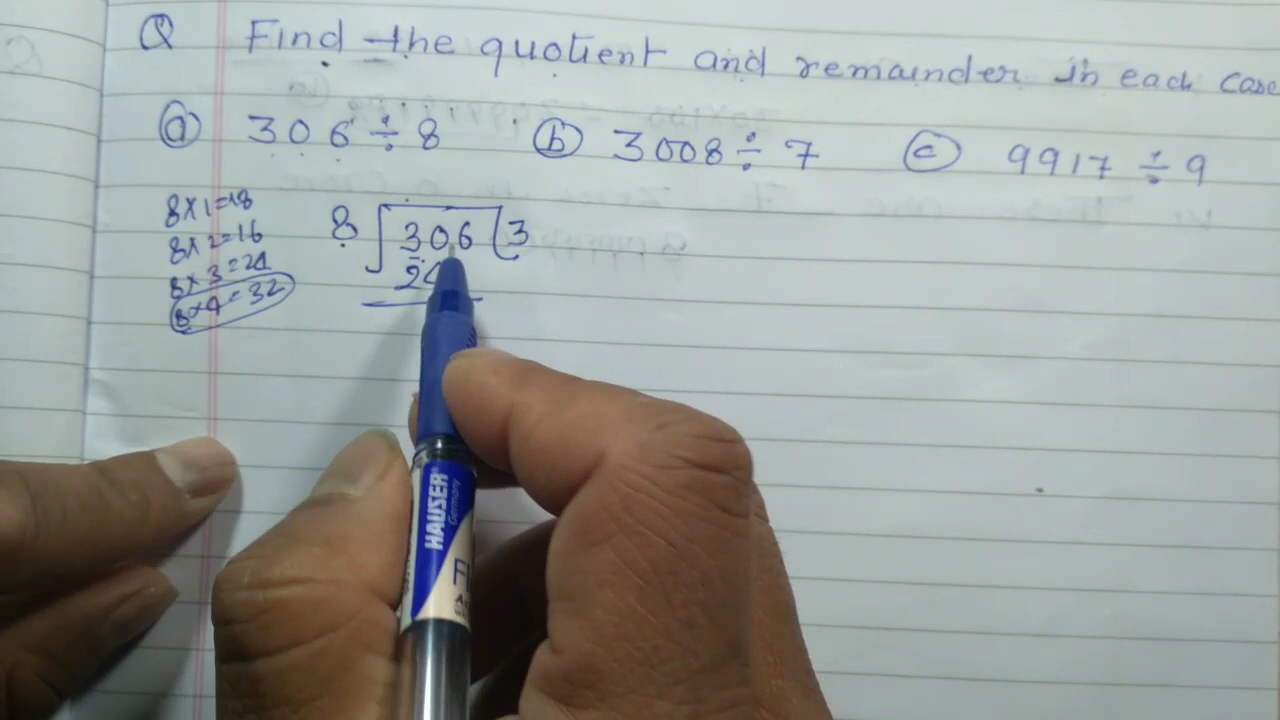 Q Find the quotient and remainder in each case
(a) 306 ÷ 8 (b) 3008 ÷ 7 (c) 9917 ÷ 9
8×1=18
8×2=16
8×3=24
8×4=32
8 306 3
24
HAUSER
Germany